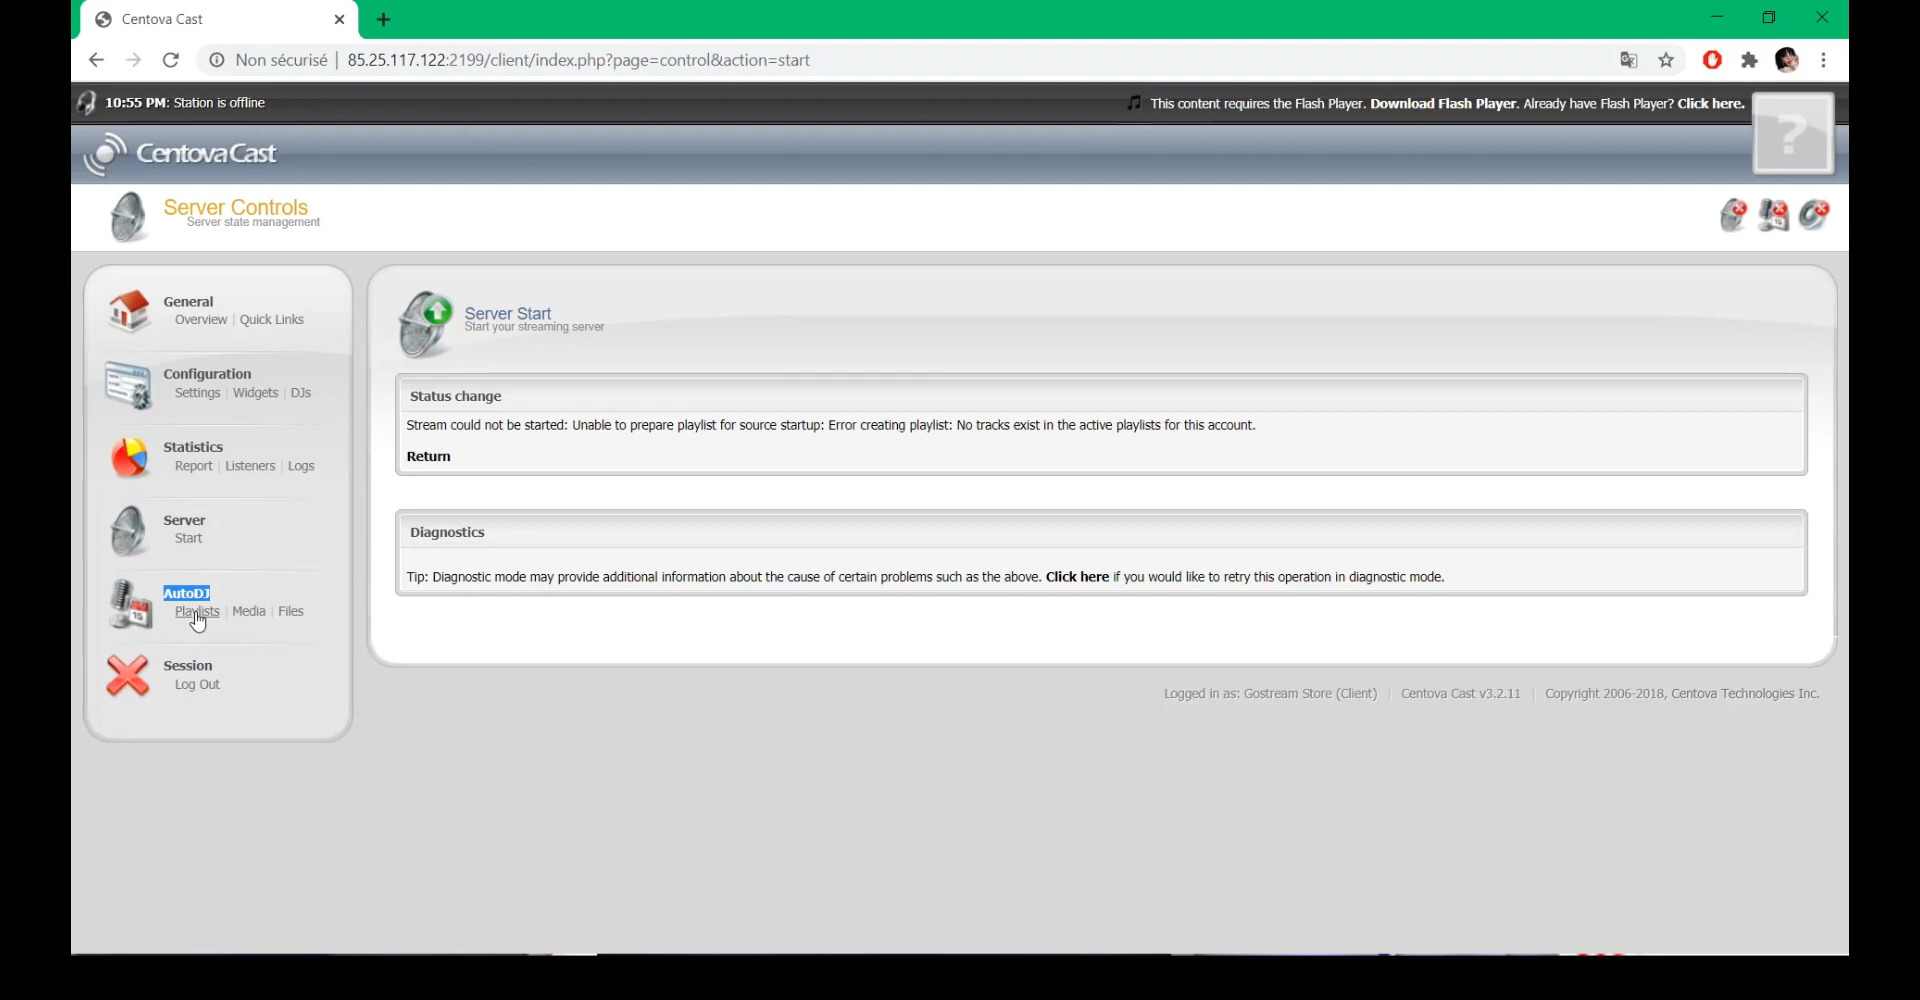 Centova Cast
Non sécurisé | 85.25.117.122:2199/client/index.php?page=control&action=start
10:55 PM: Station is offline
This content requires the Flash Player. Download Flash Player. Already have Flash Player? Click here.
?
CentovaCast
Server Controls
Server state management
General
Overview | Quick Links
Configuration
Settings | Widgets | DJs
Statistics
Report | Listeners | Logs
Server
Start
AutoDJ
Playlists | Media | Files
15
Session
Log Out
Server Start
Start your streaming server
Status change
Stream could not be started: Unable to prepare playlist for source startup: Error creating playlist: No tracks exist in the active playlists for this account.
Return
Diagnostics
Tip: Diagnostic mode may provide additional information about the cause of certain problems such as the above. Click here if you would like to retry this operation in diagnostic mode.
Logged in as: Gostream Store (Client) | Centova Cast v3.2.11 | Copyright 2006-2018, Centova Technologies Inc.